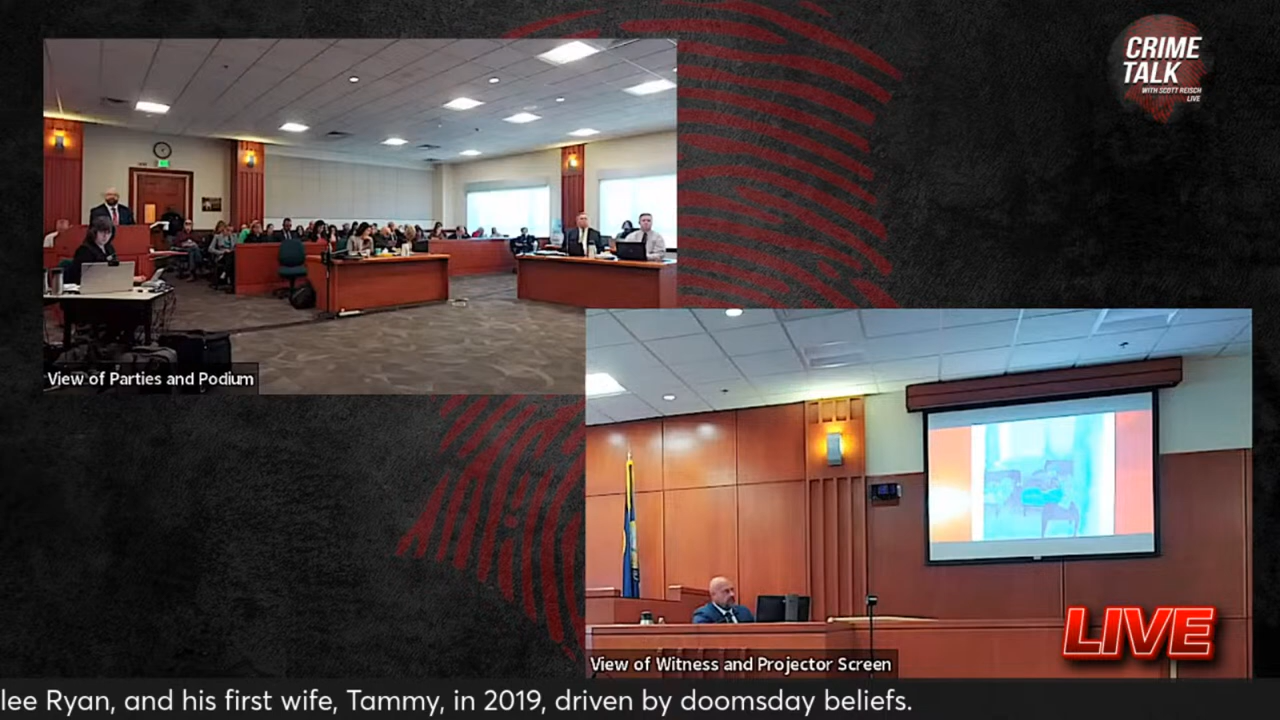 CRIME
TALK
WITH SCOTT REISCH
LIVE
View of Parties and Podium
View of Witness and Projector Screen
LIVE
lee Ryan, and his first wife, Tammy, in 2019, driven by doomsday beliefs.